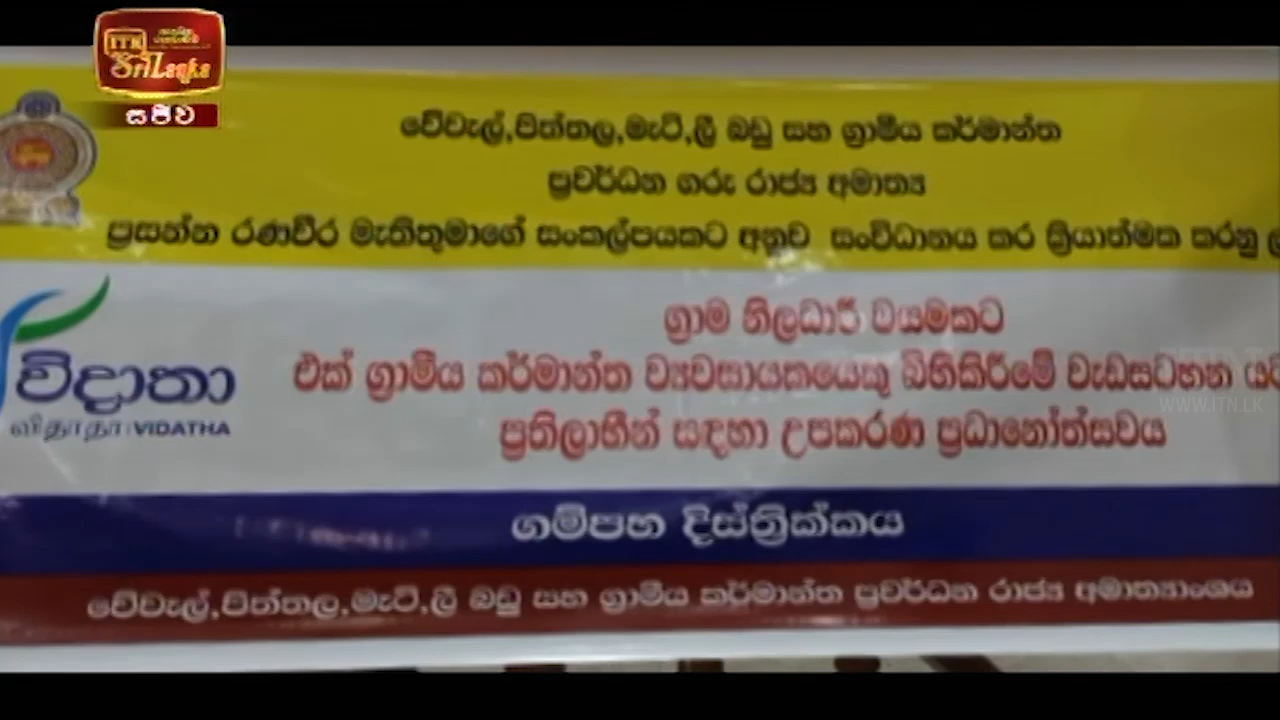 ITN
SriLanka
සජීව
වේවැල්,පිත්තල,මැටි,ලී බඩු සහ ග්‍රාමීය කර්මාන්ත
ප්‍රවර්ධන ගරු රාජ්‍ය අමාත්‍ය
ප්‍රසන්න රණවීර මැතිතුමාගේ සංකල්පයකට අනුව සංවිධානය කර ක්‍රියාත්මක කරනු
ග්‍රාම නිලධාරී වසමකට
එක් ග්‍රාමීය කර්මාන්ත ව්‍යවසායකයෙකු බිහිකිරීමේ වැඩසටහන
ප්‍රතිලාභීන් සඳහා උපකරණ ප්‍රධානෝත්සවය
විදාතා
விதாதா VIDATHA
WWW.ITN.LK
ගම්පහ දිස්ත්‍රික්කය
වේවැල්,පිත්තල,මැටි,ලී බඩු සහ ග්‍රාමීය කර්මාන්ත ප්‍රවර්ධන රාජ්‍ය අමාත්‍යාංශය